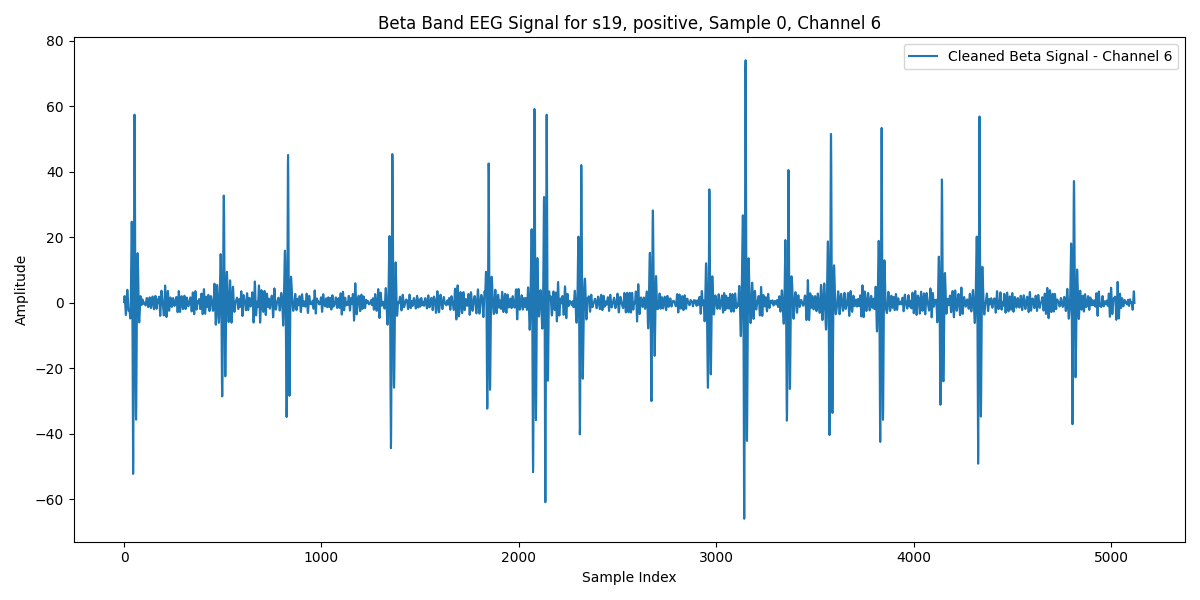 Beta Band EEG Signal for s19, positive, Sample 0, Channel 6
Cleaned Beta Signal - Channel 6
80
60
40
20
0
−20
−40
−60
Amplitude
0 1000 2000 3000 4000 5000
Sample Index